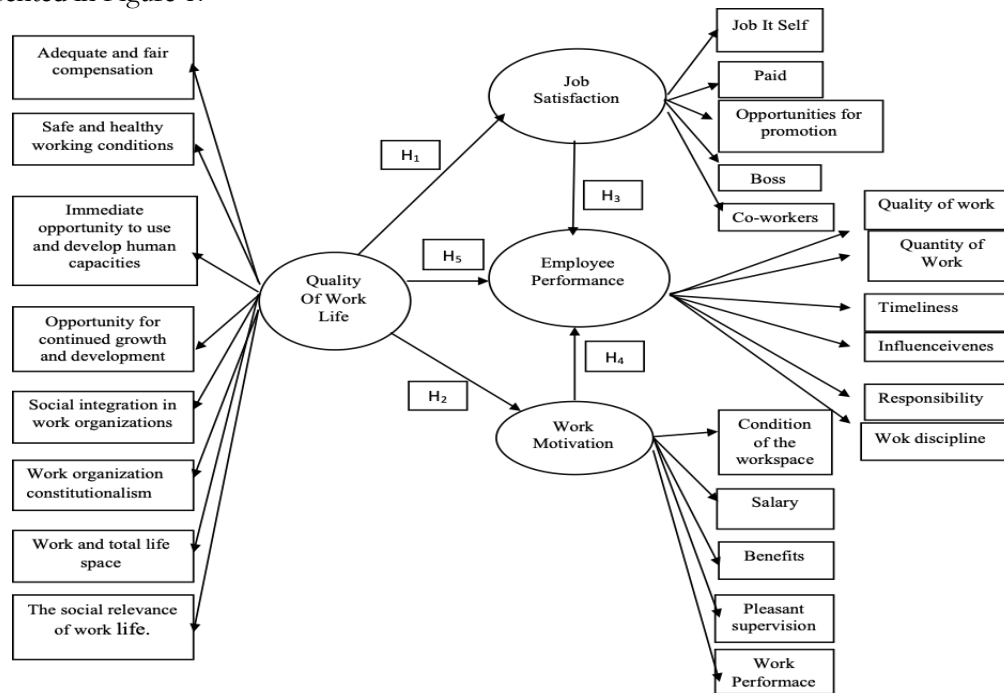 Adequate and fair
compensation
Safe and healthy
working conditions
Immediate
opportunity to use
and develop human
capacities
Opportunity for
continued growth
and development
Social integration in
work organizations
Work organization
constitutionalism
Work and total life
space
The social relevance
of work life.
Quality
Of Work
Life
H1
H5
H2
Job
Satisfaction
H3
Employee
Performance
H4
Work
Motivation
Job It Self
Paid
Opportunities for
promotion
Boss
Co-workers
Quality of work
Quantity of
Work
Timeliness
Influenceivenes
Responsibility
Wok discipline
Condition
of the
workspace
Salary
Benefits
Pleasant
supervision
Work
Performace